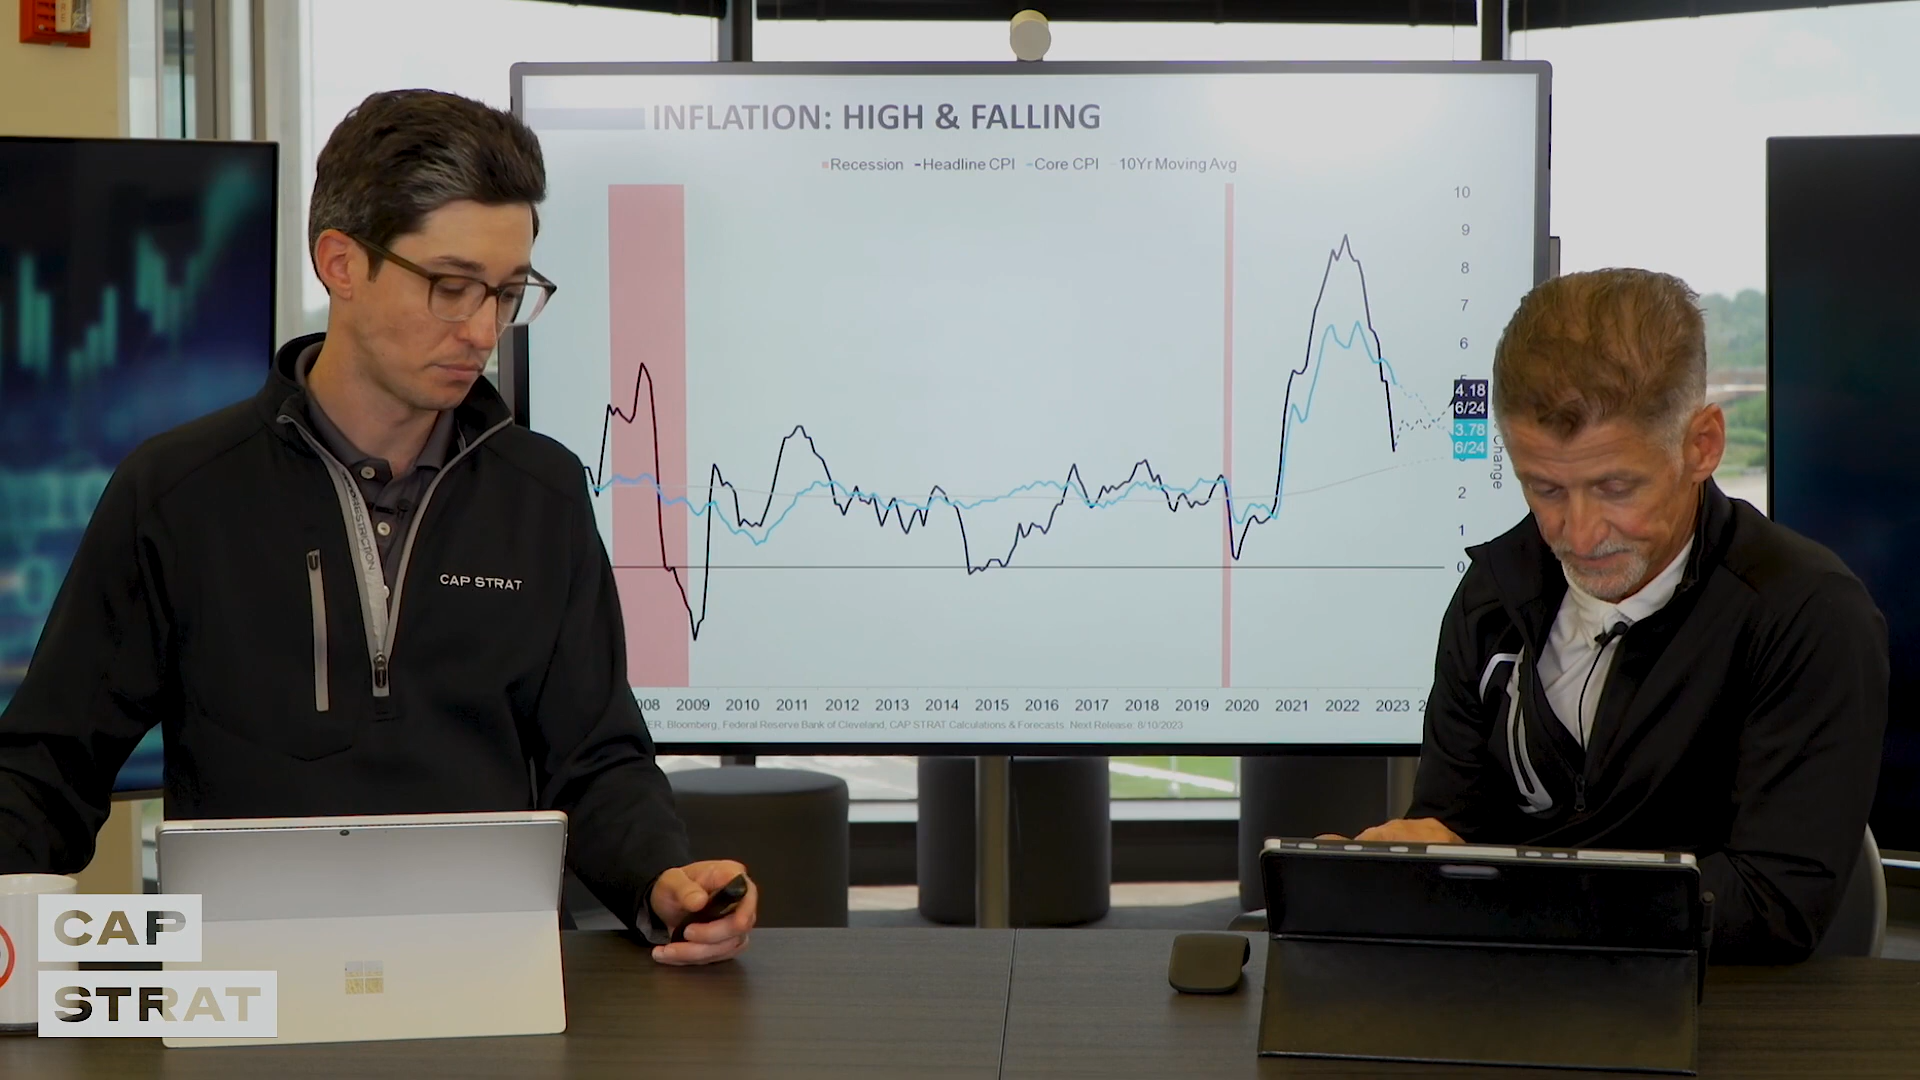 INFLATION: HIGH & FALLING
Recession Headline CPI Core CPI 10Yr Moving Avg
10
9
8
7
6
4.18
6/24
3.78
6/24
Change
2
1
0
2009 2010 2011 2012 2013 2014 2015 2016 2017 2018 2019 2020 2021 2022 2023
Bloomberg, Federal Reserve Bank of Cleveland, CAP STRAT Calculations & Forecasts. Next Release: 8/10/2023
CAP STRAT
CAP
STRAT